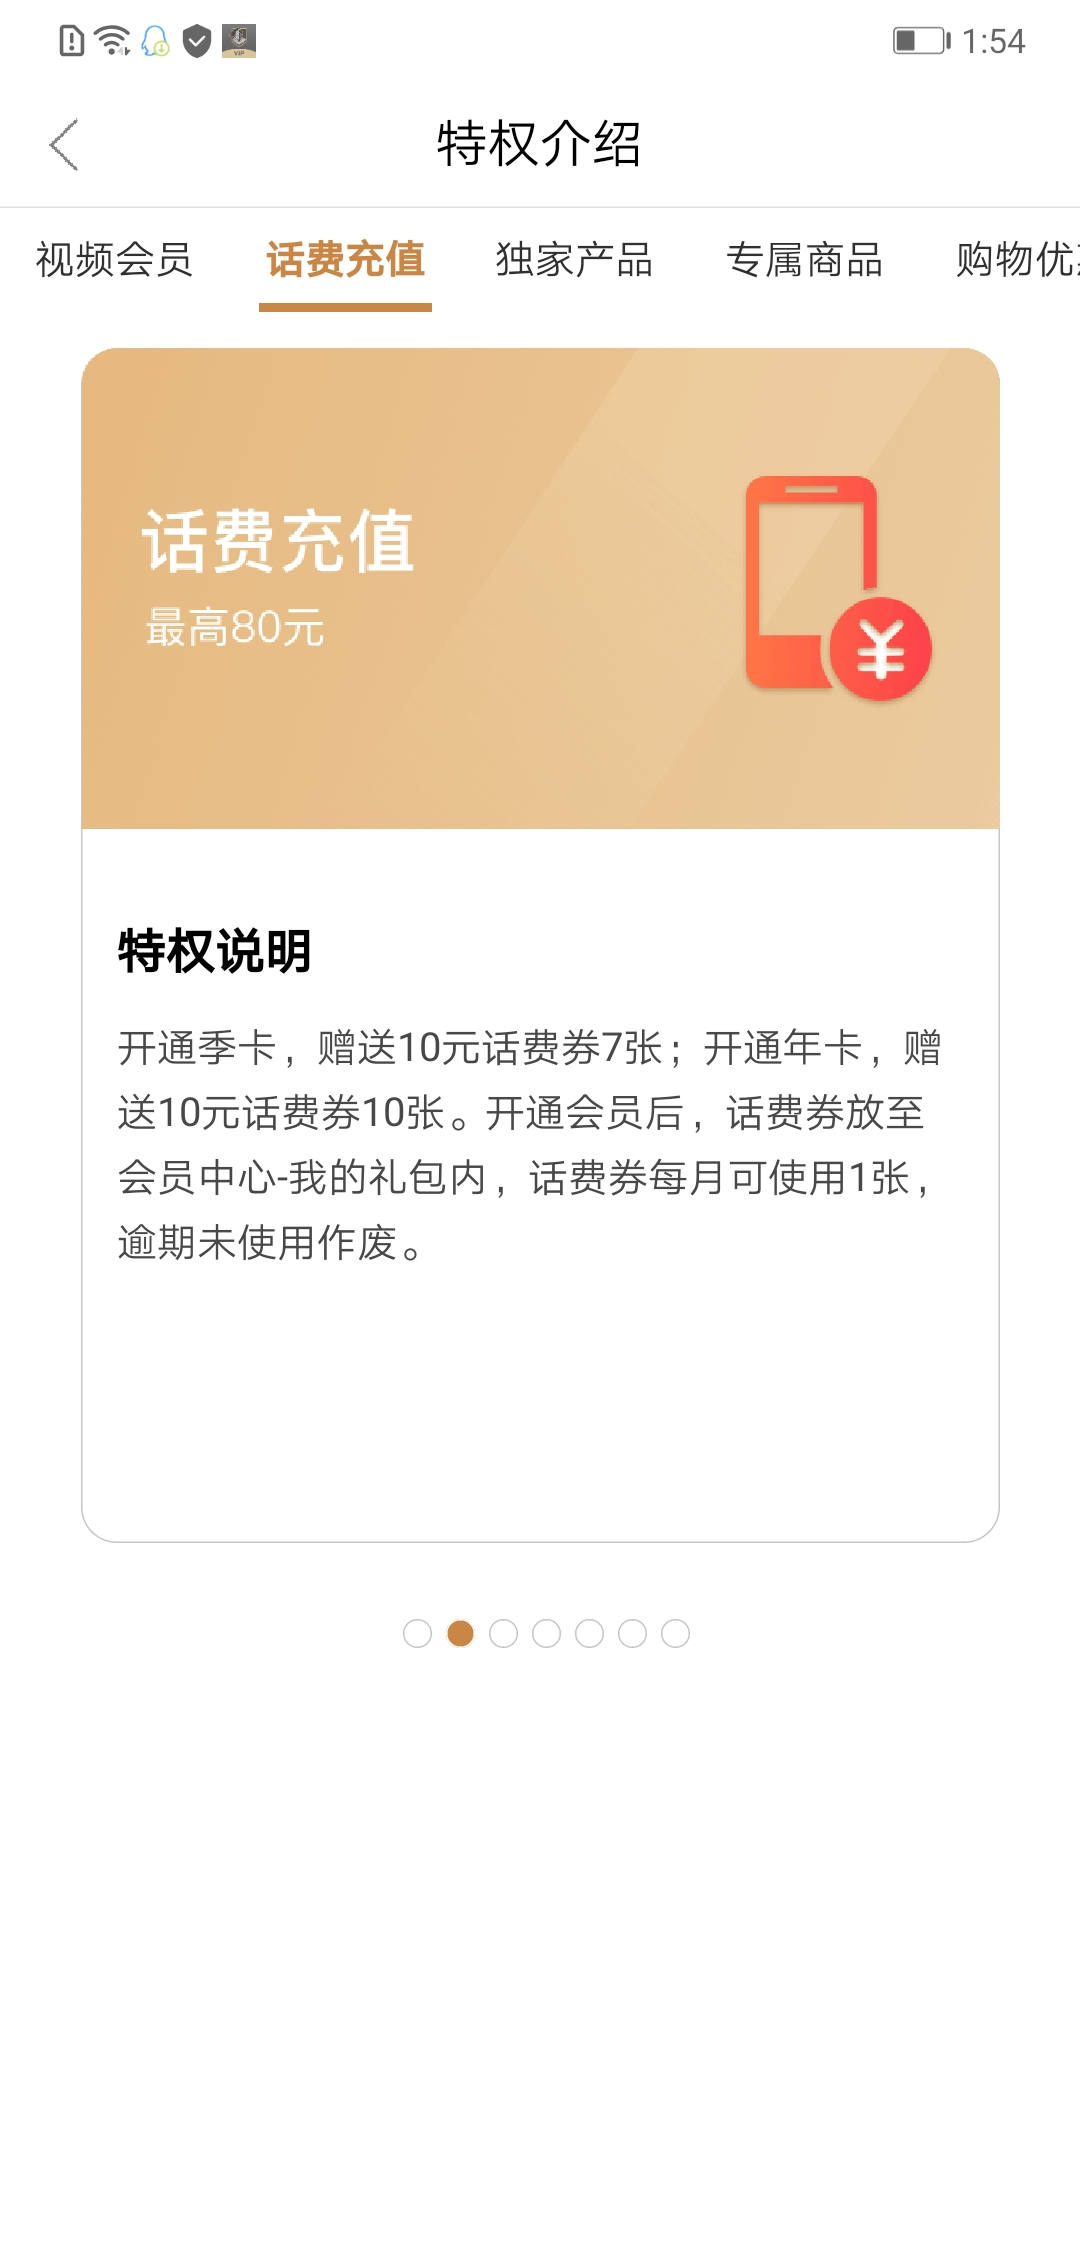 1:54
特权介绍
视频会员 话费充值 独家产品 专属商品 购物优
话费充值
最高80元
特权说明
开通季卡，赠送10元话费券7张；开通年卡，赠
送10元话费券10张。开通会员后，话费券放至
会员中心-我的礼包内，话费券每月可使用1张，
逾期未使用作废。